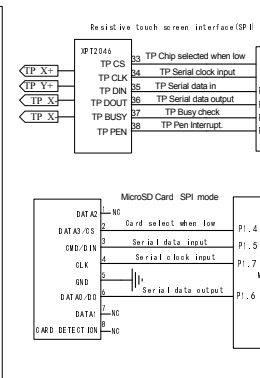 Resistive touch screen interface(SPI
XPT2046
TP CS 33 TP Chip selected when low
TP X+ TP CLK 34 TP Serial clock input
TP Y+ TP DIN 35 TP Serial data in
TP X- TP DOUT 36 TP Serial data output
TP X- TP BUSY 37 TP Busy check
TP PEN 38 TP Pen Interrupt.
MicroSD Card SPI mode
DATA2 1 NC
DATA3/CS 2 Card select when low P1.4
CMD/DIN 3 Serial data input P1.5
CLK 4 Serial clock input P1.7
GND 5
DATA0/DO 6 Serial data output P1.6
DATA1 7 NC
CARD DETECTION 8 NC